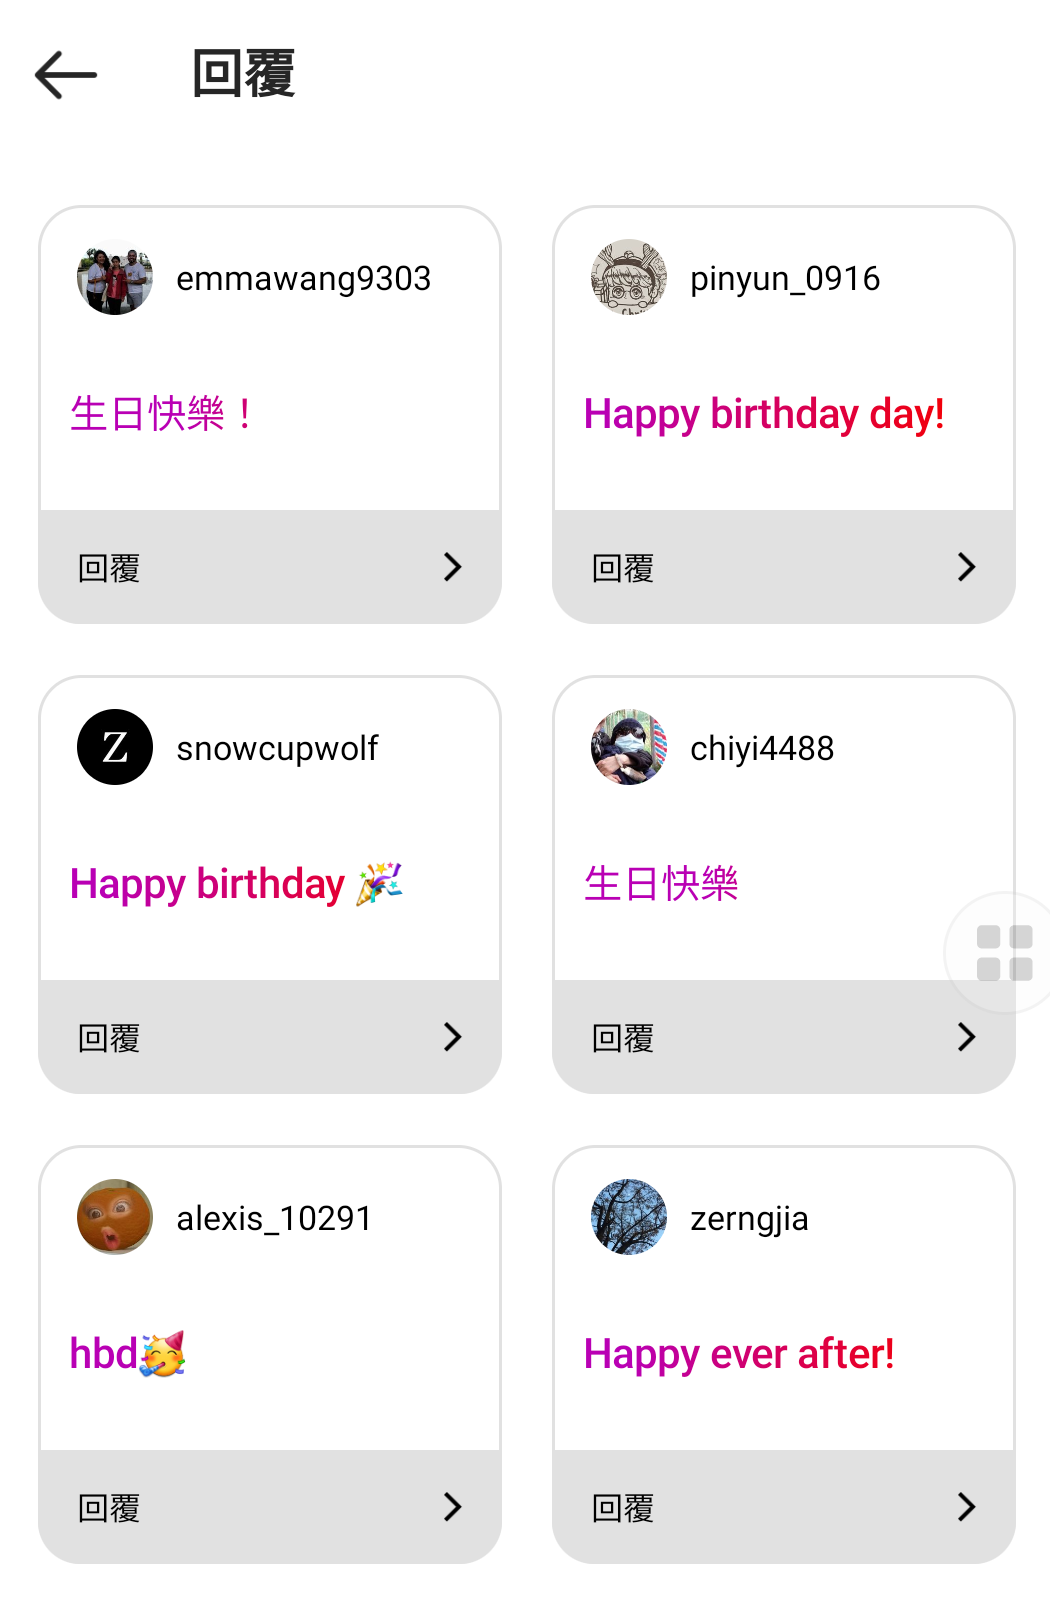 回覆
emmawang9303
pinyun_0916
生日快樂！
Happy birthday day!
回覆
回覆
Z
snowcupwolf
chiyi4488
Happy birthday 🎉
生日快樂
回覆
回覆
alexis_10291
zerngjia
hbd🥳
Happy ever after!
回覆
回覆